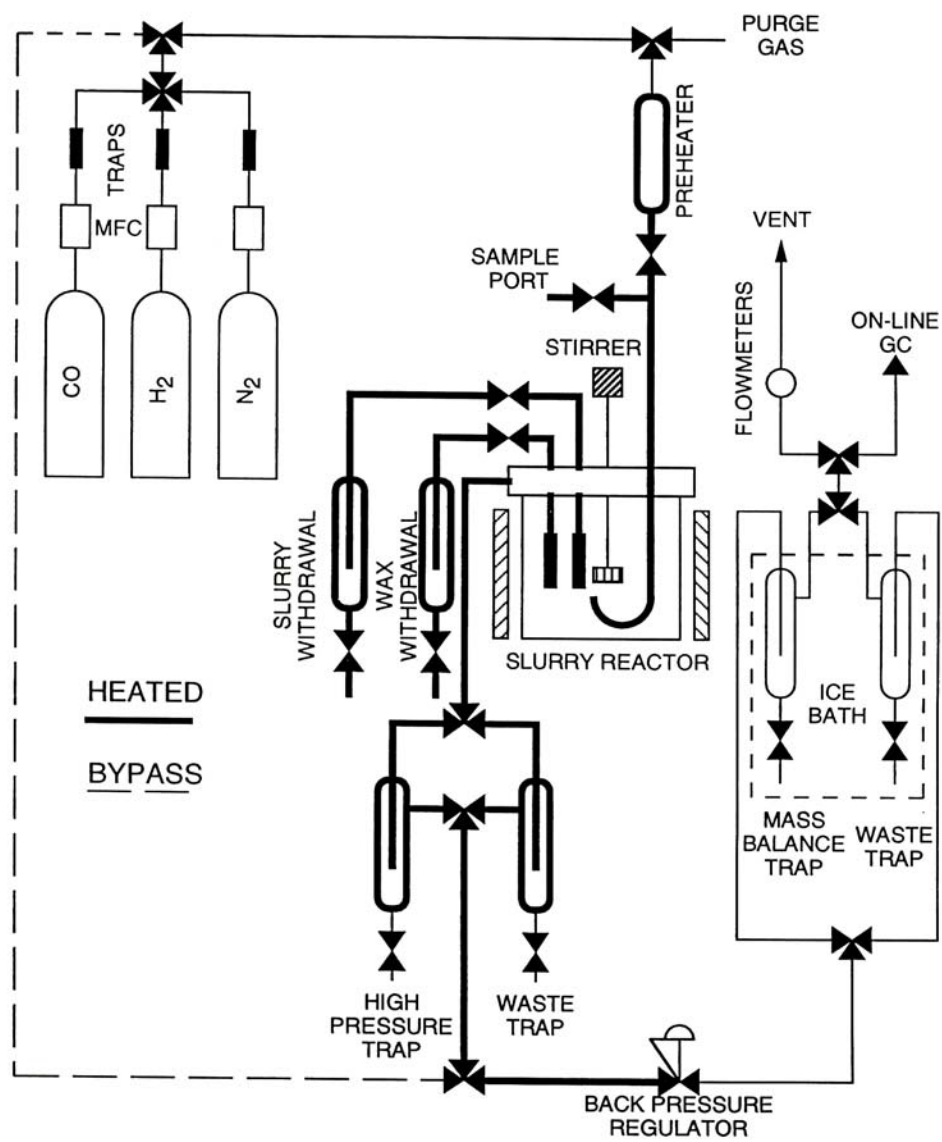 PURGE
GAS
TRAPS
MFC
CO
H₂
N₂
PREHEATER
SAMPLE
PORT
STIRRER
VENT
FLOWMETERS
ON-LINE
GC
SLURRY
WITHDRAWAL
WAX
WITHDRAWAL
SLURRY REACTOR
HEATED
BYPASS
ICE
BATH
MASS
BALANCE
TRAP
WASTE
TRAP
HIGH
PRESSURE
TRAP
WASTE
TRAP
BACK PRESSURE
REGULATOR